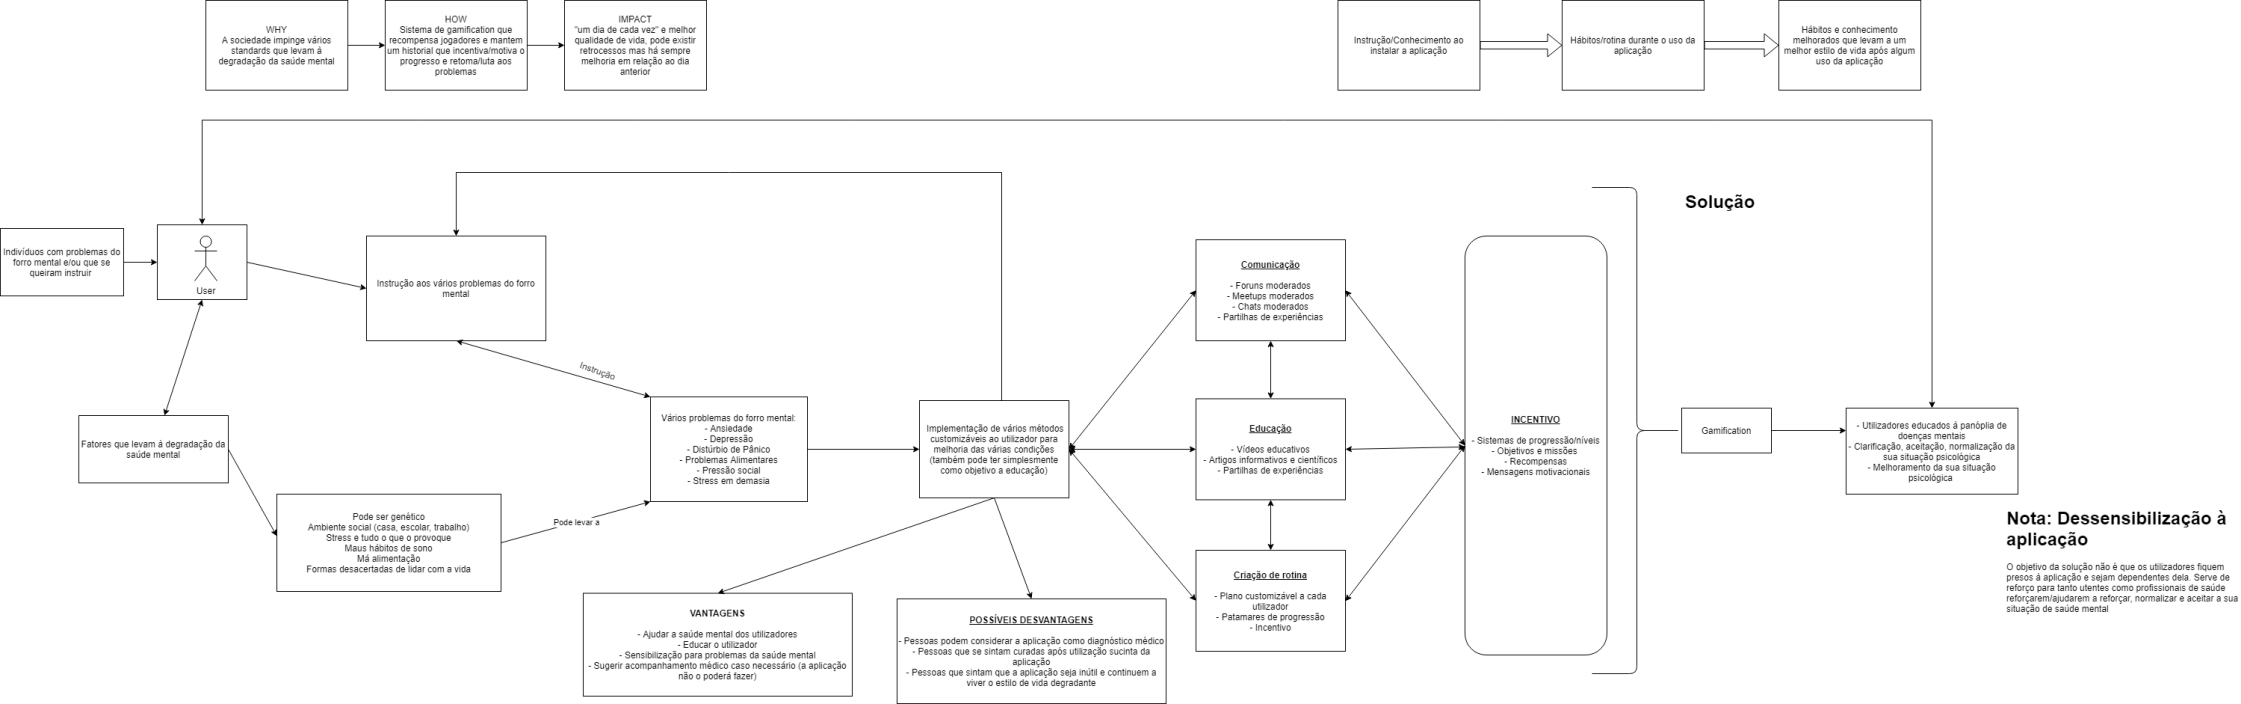 WHY
A sociedade impinge vários
standards que levam á
degradação da saúde mental
HOW
Sistema de gamification que
recompensa jogadores e mantem
um historial que incentiva/motiva o
progresso e retoma/luta aos
problemas
IMPACT
"um dia de cada vez" e melhor
qualidade de vida, pode existir
retrocessos mas há sempre
melhoria em relação ao dia
anterior
Instrução/Conhecimento ao
instalar a aplicação
Hábitos/rotina durante o uso da
aplicação
Hábitos e conhecimento
melhorados que levam a um
melhor estilo de vida após algum
uso da aplicação
Indivíduos com problemas do
forro mental e/ou que se
queiram instruir
User
Instrução aos vários problemas do forro
mental
Instrução
Fatores que levam á degradação da
saúde mental
Pode ser genético
Ambiente social (casa, escolar, trabalho)
Stress e tudo o que o provoque
Maus hábitos de sono
Má alimentação
Formas desacertadas de lidar com a vida
Pode levar a
Vários problemas do forro mental:
- Ansiedade
- Depressão
- Distúrbio de Pânico
- Problemas Alimentares
- Pressão social
- Stress em demasia
Implementação de vários métodos
customizáveis ao utilizador para
melhoria das várias condições
(também pode ter simplesmente
como objetivo a educação)
VANTAGENS
- Ajudar a saúde mental dos utilizadores
- Educar o utilizador
- Sensibilização para problemas da saúde mental
- Sugerir acompanhamento médico caso necessário (a aplicação
não o poderá fazer)
POSSÍVEIS DESVANTAGENS
- Pessoas podem considerar a aplicação como diagnóstico médico
- Pessoas que se sintam curadas após utilização sucinta da
aplicação
- Pessoas que sintam que a aplicação seja inútil e continuem a
viver o estilo de vida degradante
Comunicação
- Foruns moderados
- Meetups moderados
- Chats moderados
- Partilhas de experiências
Educação
- Vídeos educativos
- Artigos informativos e científicos
- Partilhas de experiências
Criação de rotina
- Plano customizável a cada
utilizador
- Patamares de progressão
- Incentivo
INCENTIVO
- Sistemas de progressão/níveis
- Objetivos e missões
- Recompensas
- Mensagens motivacionais
Solução
Gamification
- Utilizadores educados á panóplia de
doenças mentais
- Clarificação, aceitação, normalização da
sua situação psicológica
- Melhoramento da sua situação
psicológica
Nota: Dessensibilização à
aplicação
O objetivo da solução não é que os utilizadores fiquem
presos á aplicação e sejam dependentes dela. Serve de
reforço para tanto utentes como profissionais de saúde
reforçarem/ajudarem a reforçar, normalizar e aceitar a sua
situação de saúde mental